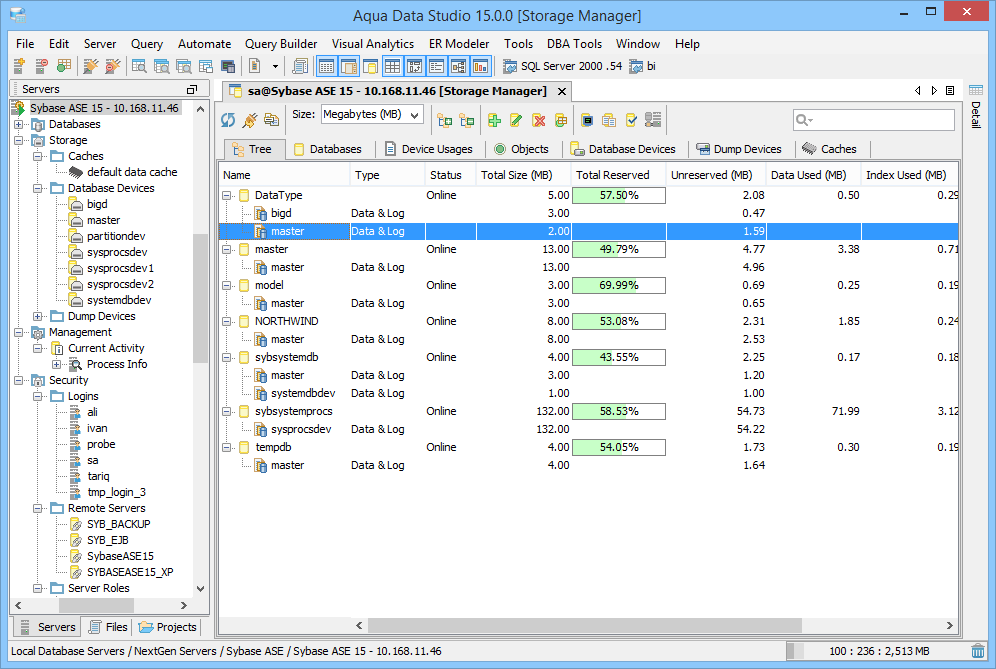 Aqua Data Studio 15.0.0 [Storage Manager]
File Edit Server Query Automate Query Builder Visual Analytics ER Modeler Tools DBA Tools Window Help
SQL Server 2000 .54 bi
Servers
sa@Sybase ASE 15 - 10.168.11.46 [Storage Manager]
Detail
Size: Megabytes (MB)
Tree Databases Device Usages Objects Database Devices Dump Devices Caches
Sybase ASE 15 - 10.168.11.46
Databases
Storage
Caches
default data cache
Database Devices
bigd
master
partitiondev
sysprocsdev
sysprocsdev1
sysprocsdev2
systemdbdev
Dump Devices
Management
Current Activity
Process Info
Security
Logins
ali
ivan
probe
sa
tariq
tmp_login_3
Remote Servers
SYB_BACKUP
SYB_EJB
SybaseASE15
SYBASEASE15_XP
Server Roles
Name Type Status Total Size (MB) Total Reserved Unreserved (MB) Data Used (MB) Index Used (MB)
DataType Online 5.00 57.50% 2.08 0.50 0.29
bigd Data & Log 3.00 0.47
master Data & Log 2.00 1.59
master Online 13.00 49.79% 4.77 3.38 0.71
master Data & Log 13.00 4.96
model Online 3.00 69.99% 0.69 0.25 0.19
master Data & Log 3.00 0.65
NORTHWIND Online 8.00 53.08% 2.31 1.85 0.24
master Data & Log 8.00 2.53
sybsystemdb Online 4.00 43.55% 2.25 0.17 0.18
master Data & Log 3.00 1.20
systemdbdev Data & Log 1.00 1.00
sybsystemprocs Online 132.00 58.53% 54.73 71.99 3.12
sysprocsdev Data & Log 132.00 54.22
tempdb Online 4.00 54.05% 1.73 0.30 0.19
master Data & Log 4.00 1.64
Servers Files Projects
Local Database Servers / NextGen Servers / Sybase ASE / Sybase ASE 15 - 10.168.11.46
100 : 236 : 2,513 MB